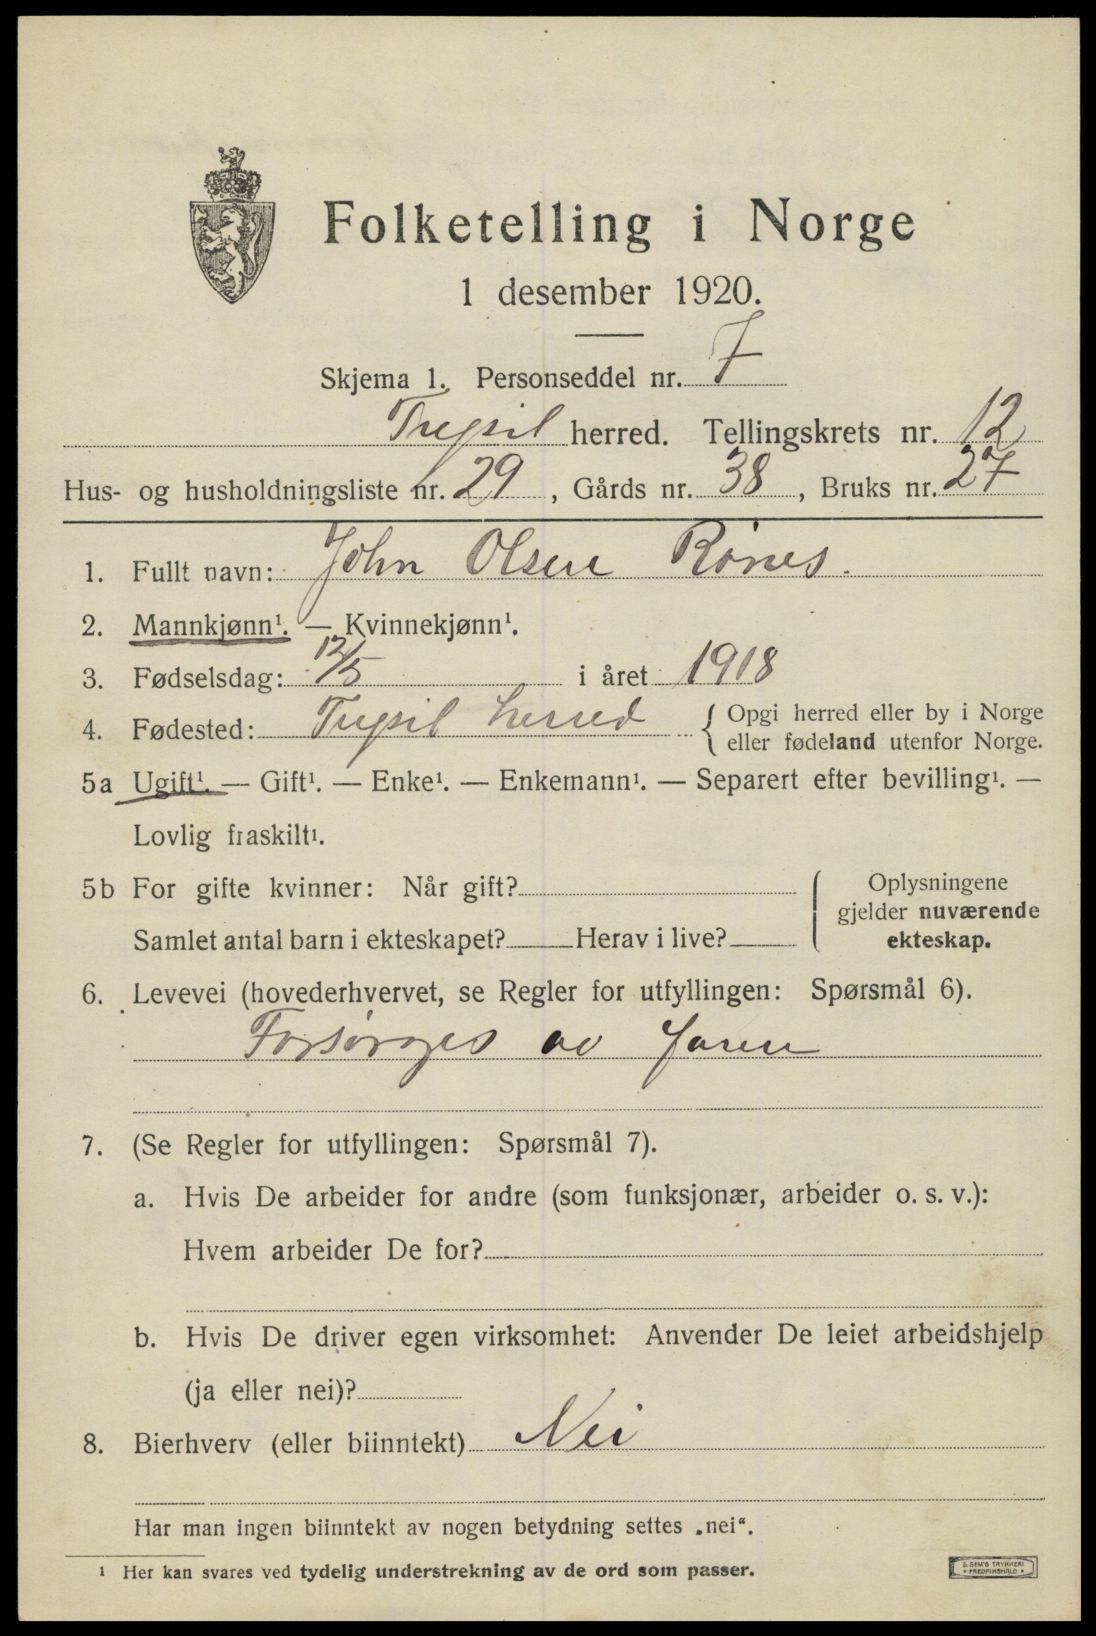 Folketelling i Norge
1 desember 1920.
Skjema 1. Personseddel nr. 7
Trysil herred. Tellingskrets nr. 12
Hus- og husholdningsliste nr. 29, Gårds nr. 38, Bruks nr. 27
1. Fullt navn: John Olsen Rønes.
2. Mannkjønn¹. — Kvinnekjønn¹.
3. Fødselsdag: 12/5 i året 1918
4. Fødested: Trysil herred { Opgi herred eller by i Norge
eller fødeland utenfor Norge.
5a Ugift¹. — Gift¹. — Enke¹. — Enkemann¹. — Separert efter bevilling¹. —
Lovlig fraskilt¹.
5b For gifte kvinner: Når gift? { Oplysningene
gjelder nuværende
Samlet antal barn i ekteskapet? Herav i live? ekteskap.
6. Levevei (hovederhvervet, se Regler for utfyllingen: Spørsmål 6).
Forsørges av faren
7. (Se Regler for utfyllingen: Spørsmål 7).
a. Hvis De arbeider for andre (som funksjonær, arbeider o. s. v.):
Hvem arbeider De for?
b. Hvis De driver egen virksomhet: Anvender De leiet arbeidshjelp
(ja eller nei)?
8. Bierhverv (eller biinntekt) Nei
Har man ingen biinntekt av nogen betydning settes „nei“.
¹ Her kan svares ved tydelig understrekning av de ord som passer.
E. SEM'S TRYKKERI
• FREDRIKSHALD •